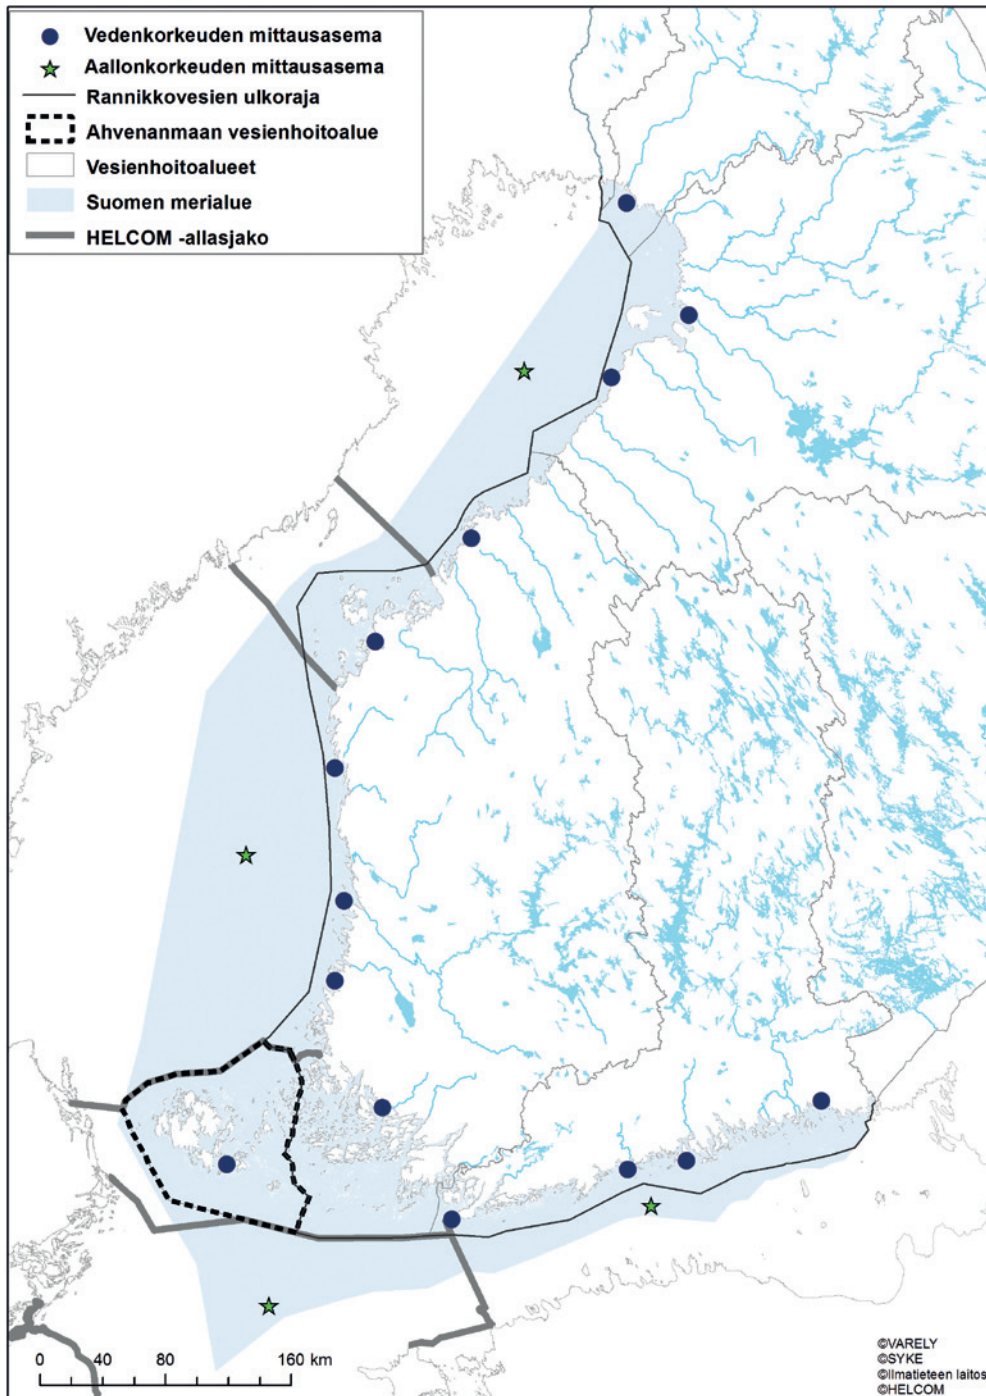 Vedenkorkeuden mittausasema
Aallonkorkeuden mittausasema
Rannikkovesien ulkoraja
Ahvenanmaan vesienhoitoalue
Vesienhoitoalueet
Suomen merialue
HELCOM -allasjako
0 40 80 160 km
©VARELY
©SYKE
©Ilmatieteen laitos
©HELCOM